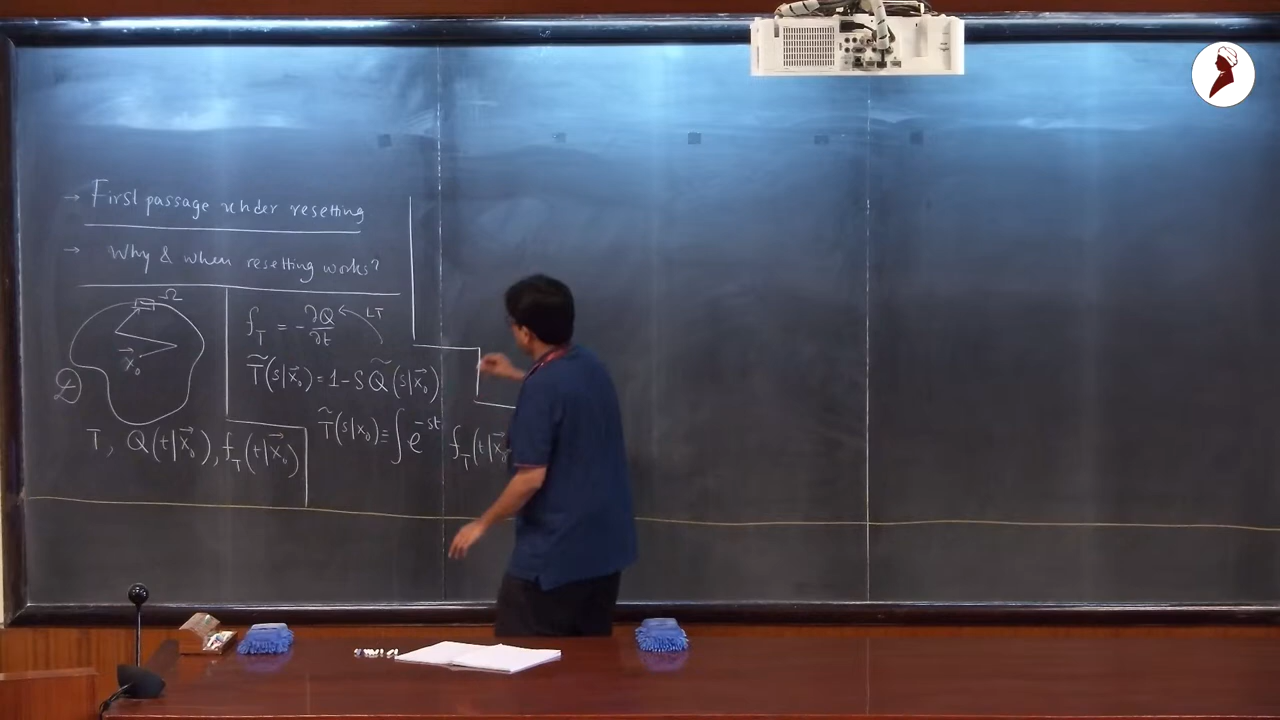 → First passage under resetting
→ Why & when resetting works?
Ω
x⃗₀
𝒟
T, Q(t|x⃗₀), f_T(t|x⃗₀)
f_T = -∂Q/∂t
LT
T̃(s|x⃗₀) = 1 - s Q̃(s|x⃗₀)
T̃(s|x₀) ≡ ∫ e^{-st} f_T(t|x⃗₀